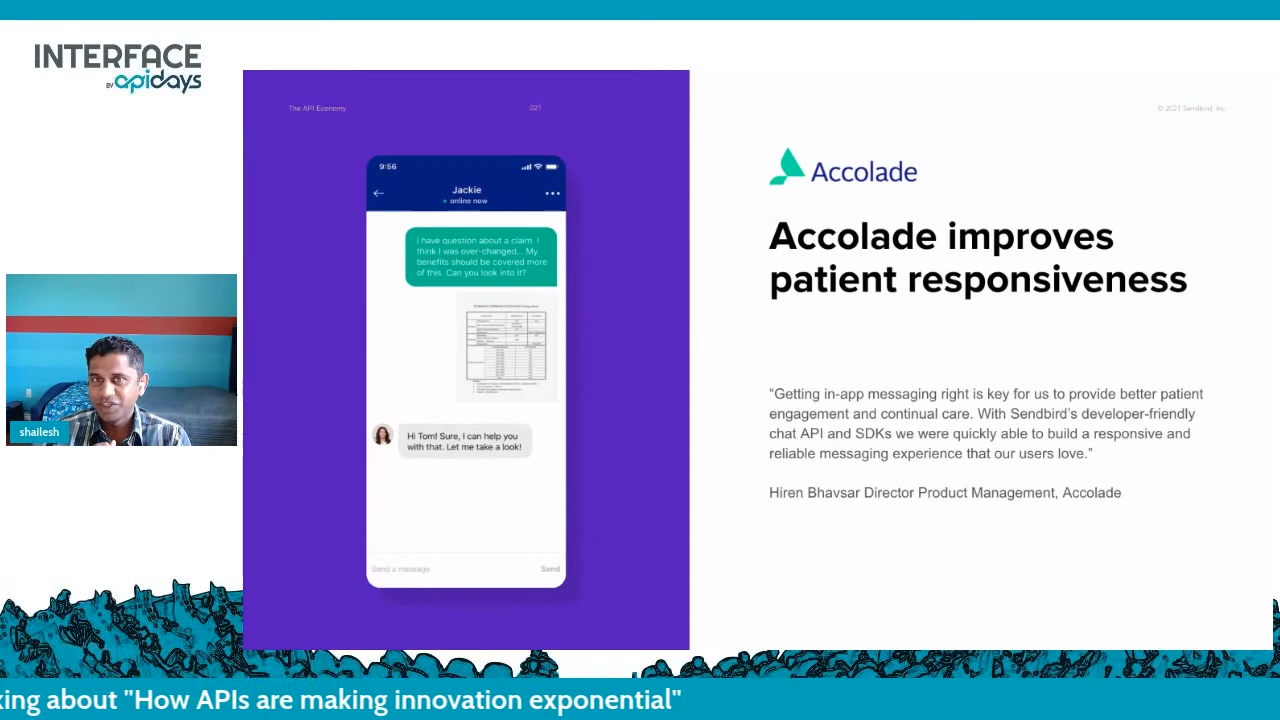 INTERFACE
BY apidays
The API Economy
021
© 2021 Sendbird, Inc
9:56
Jackie
online now
I have question about a claim. I
think I was over-changed... My
benefits should be covered more
of this. Can you look into it?
Hi Tom! Sure, I can help you
with that. Let me take a look!
Send a message
Send
Accolade
Accolade improves
patient responsiveness
“Getting in-app messaging right is key for us to provide better patient
engagement and continual care. With Sendbird’s developer-friendly
chat API and SDKs we were quickly able to build a responsive and
reliable messaging experience that our users love.”
Hiren Bhavsar Director Product Management, Accolade
shailesh
king about "How APIs are making innovation exponential"